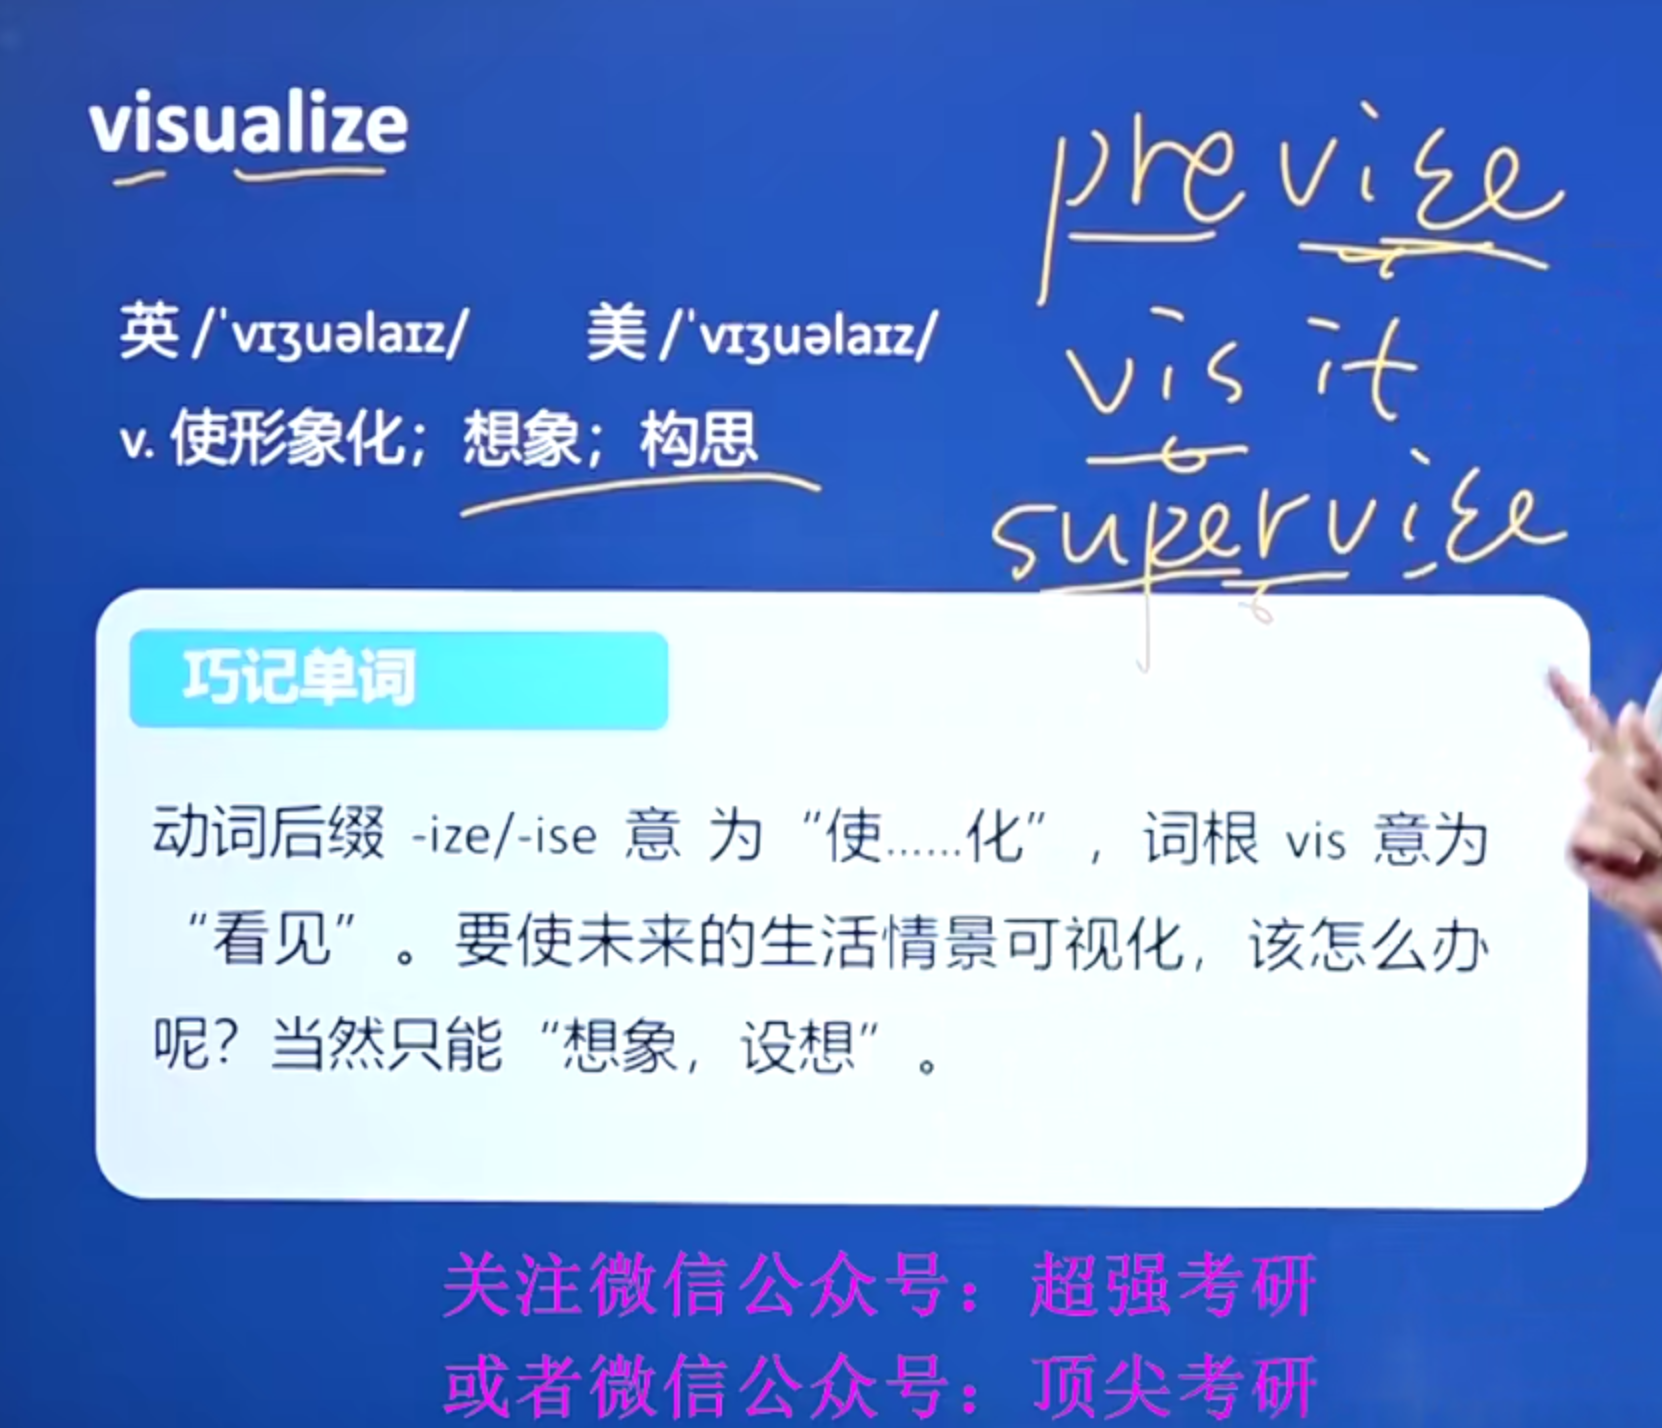 visualize
previse
英 /ˈvɪʒuəlaɪz/ 美 /ˈvɪʒuəlaɪz/
visit
v. 使形象化；想象；构思
supervise
巧记单词
动词后缀 -ize/-ise 意 为 “使......化” ，词根 vis 意为
“看见” 。要使未来的生活情景可视化，该怎么办
呢？当然只能 “想象，设想” 。
关注微信公众号：超强考研
或者微信公众号：顶尖考研